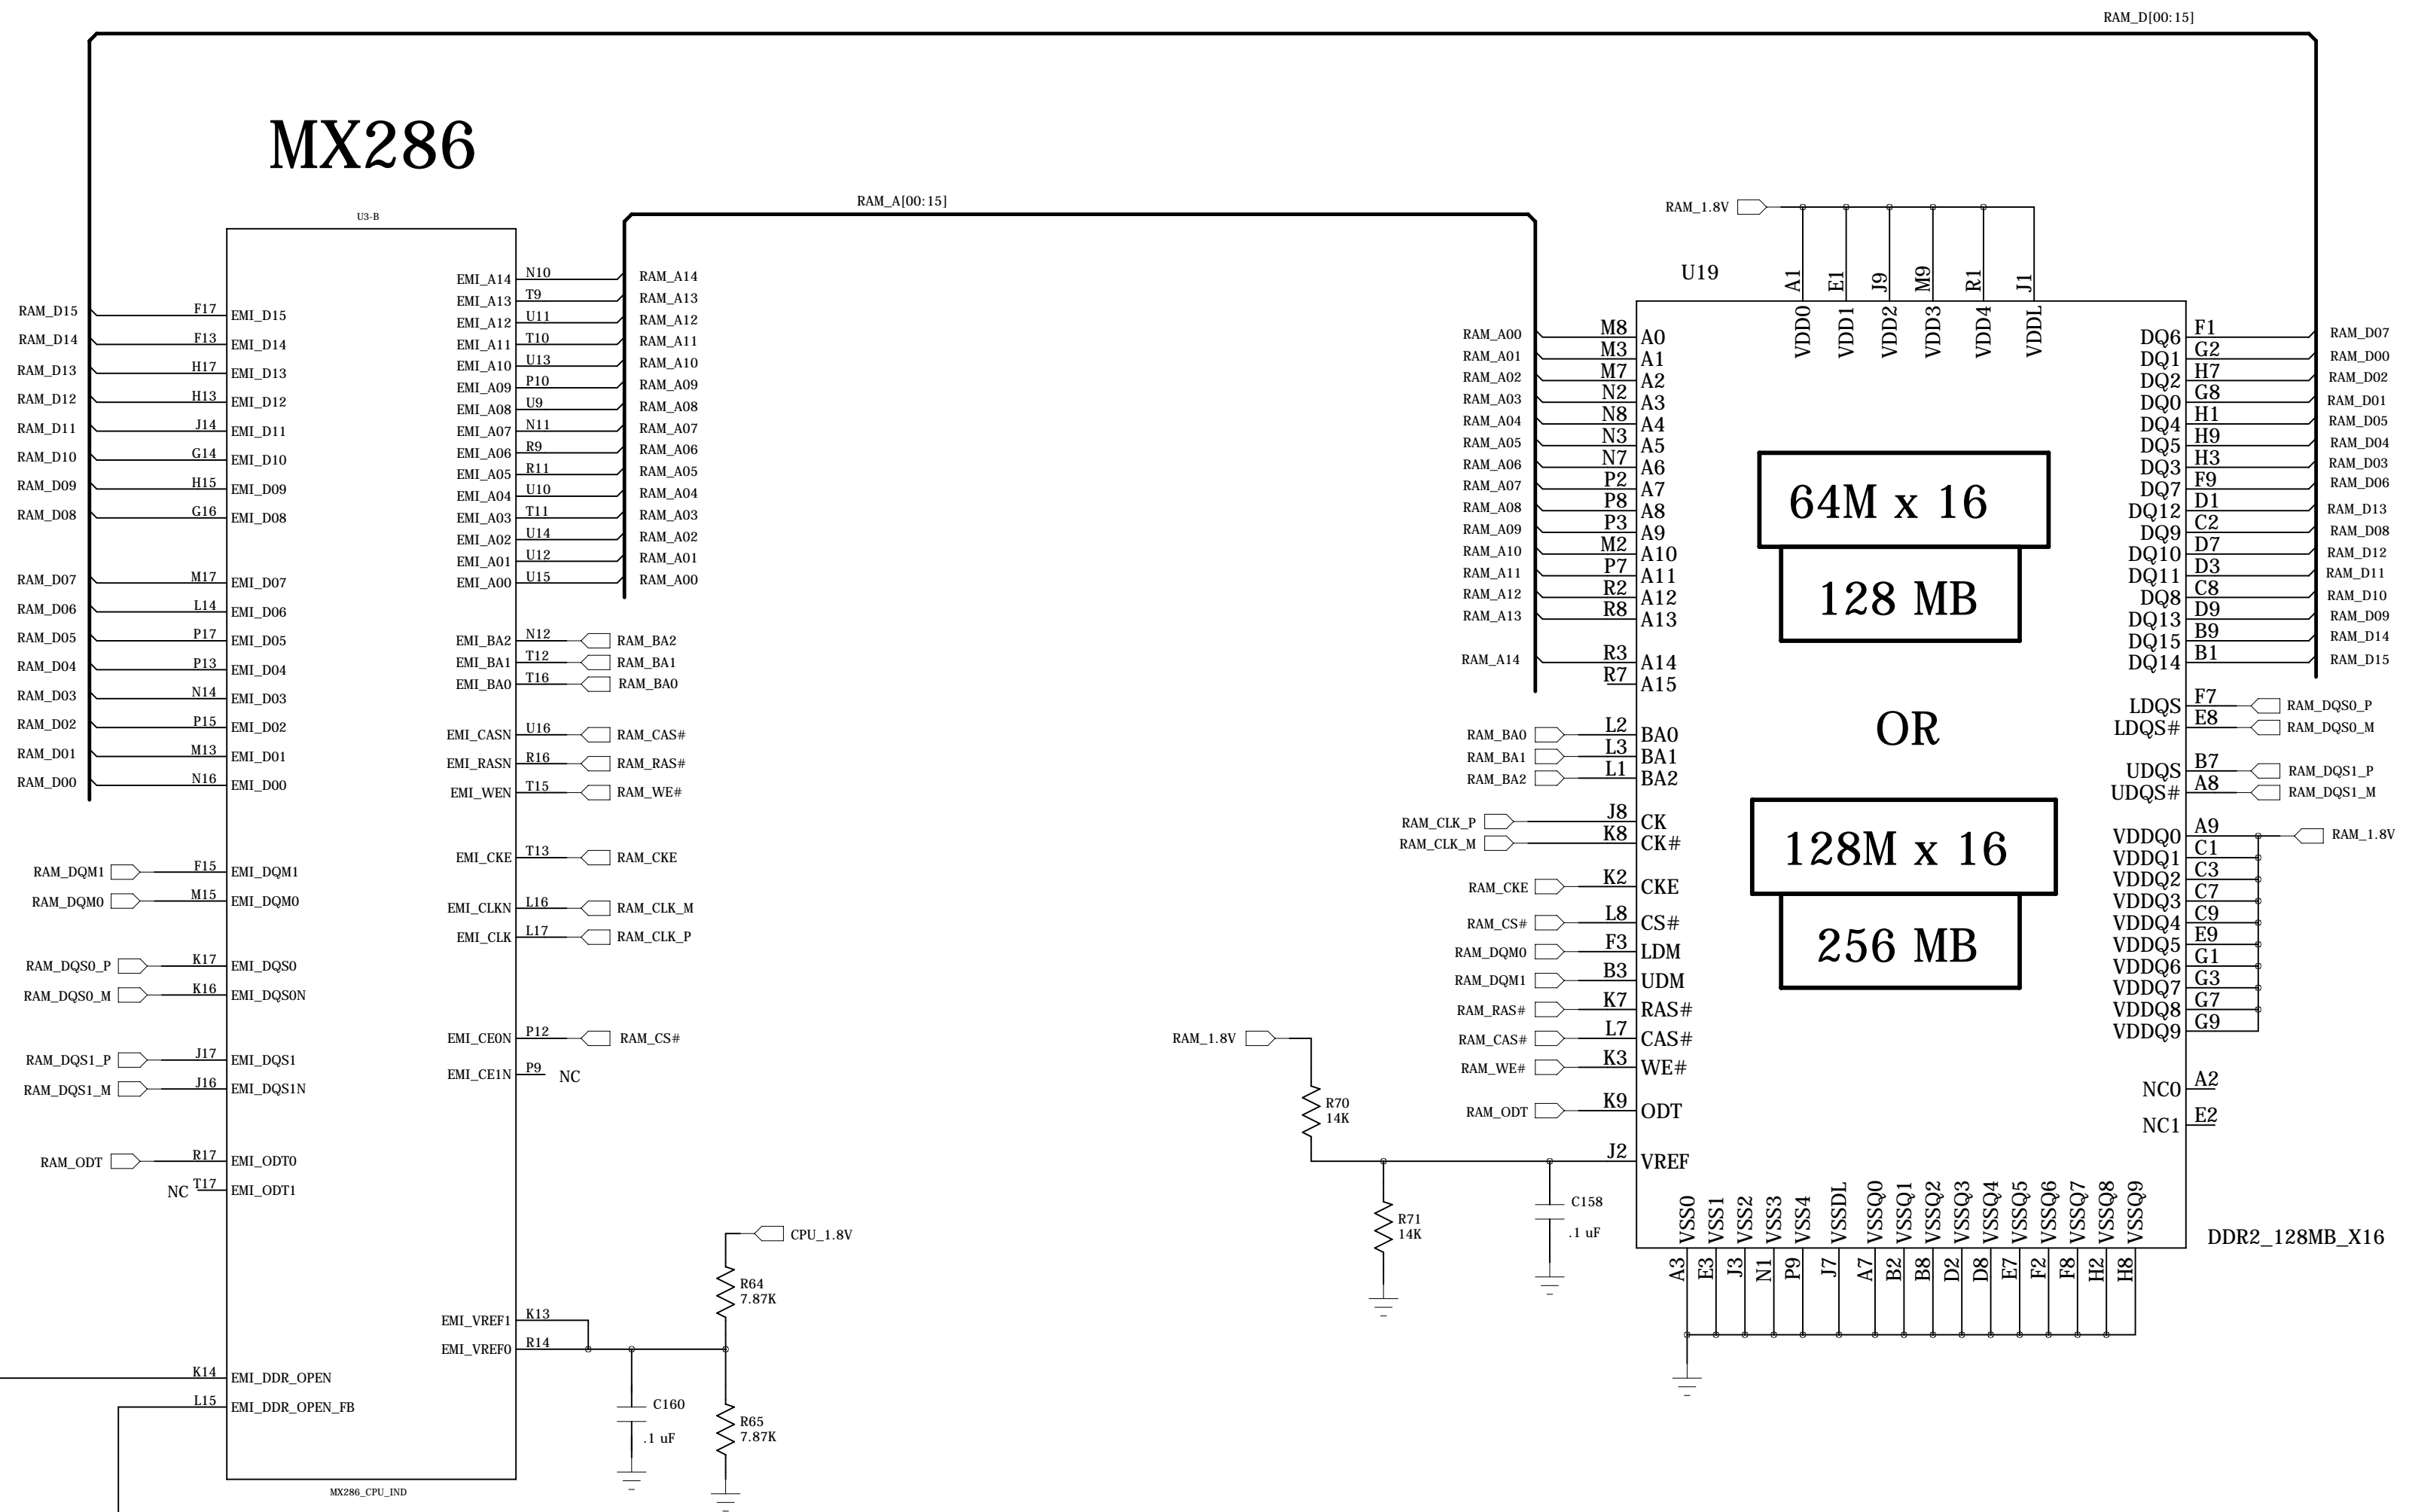 RAM_D[00:15]
MX286
RAM_A[00:15]
U3-B
RAM_D15 F17 EMI_D15
RAM_D14 F13 EMI_D14
RAM_D13 H17 EMI_D13
RAM_D12 H13 EMI_D12
RAM_D11 J14 EMI_D11
RAM_D10 G14 EMI_D10
RAM_D09 H15 EMI_D09
RAM_D08 G16 EMI_D08
RAM_D07 M17 EMI_D07
RAM_D06 L14 EMI_D06
RAM_D05 P17 EMI_D05
RAM_D04 P13 EMI_D04
RAM_D03 N14 EMI_D03
RAM_D02 P15 EMI_D02
RAM_D01 M13 EMI_D01
RAM_D00 N16 EMI_D00
RAM_DQM1 F15 EMI_DQM1
RAM_DQM0 M15 EMI_DQM0
RAM_DQS0_P K17 EMI_DQS0
RAM_DQS0_M K16 EMI_DQS0N
RAM_DQS1_P J17 EMI_DQS1
RAM_DQS1_M J16 EMI_DQS1N
RAM_ODT R17 EMI_ODT0
NC T17 EMI_ODT1
K14 EMI_DDR_OPEN
L15 EMI_DDR_OPEN_FB
EMI_A14 N10 RAM_A14
EMI_A13 T9 RAM_A13
EMI_A12 U11 RAM_A12
EMI_A11 T10 RAM_A11
EMI_A10 U13 RAM_A10
EMI_A09 P10 RAM_A09
EMI_A08 U9 RAM_A08
EMI_A07 N11 RAM_A07
EMI_A06 R9 RAM_A06
EMI_A05 R11 RAM_A05
EMI_A04 U10 RAM_A04
EMI_A03 T11 RAM_A03
EMI_A02 U14 RAM_A02
EMI_A01 U12 RAM_A01
EMI_A00 U15 RAM_A00
EMI_BA2 N12 RAM_BA2
EMI_BA1 T12 RAM_BA1
EMI_BA0 T16 RAM_BA0
EMI_CASN U16 RAM_CAS#
EMI_RASN R16 RAM_RAS#
EMI_WEN T15 RAM_WE#
EMI_CKE T13 RAM_CKE
EMI_CLKN L16 RAM_CLK_M
EMI_CLK L17 RAM_CLK_P
EMI_CE0N P12 RAM_CS#
EMI_CE1N P9 NC
CPU_1.8V
R64
7.87K
EMI_VREF1 K13
EMI_VREF0 R14
C160
.1 uF
R65
7.87K
MX286_CPU_IND
RAM_1.8V
U19
A1 E1 J9 M9 R1 J1
VDD0 VDD1 VDD2 VDD3 VDD4 VDDL
RAM_A00 M8 A0
RAM_A01 M3 A1
RAM_A02 M7 A2
RAM_A03 N2 A3
RAM_A04 N8 A4
RAM_A05 N3 A5
RAM_A06 N7 A6
RAM_A07 P2 A7
RAM_A08 P8 A8
RAM_A09 P3 A9
RAM_A10 M2 A10
RAM_A11 P7 A11
RAM_A12 R2 A12
RAM_A13 R8 A13
RAM_A14 R3 A14
R7 A15
RAM_BA0 L2 BA0
RAM_BA1 L3 BA1
RAM_BA2 L1 BA2
RAM_CLK_P J8 CK
RAM_CLK_M K8 CK#
RAM_CKE K2 CKE
RAM_CS# L8 CS#
RAM_DQM0 F3 LDM
RAM_DQM1 B3 UDM
RAM_RAS# K7 RAS#
RAM_CAS# L7 CAS#
RAM_WE# K3 WE#
RAM_ODT K9 ODT
J2 VREF
RAM_1.8V
R70
14K
R71
14K
C158
.1 uF
64M x 16
128 MB
OR
128M x 16
256 MB
DQ6 F1 RAM_D07
DQ1 G2 RAM_D00
DQ2 H7 RAM_D02
DQ0 G8 RAM_D01
DQ4 H1 RAM_D05
DQ5 H9 RAM_D04
DQ3 H3 RAM_D03
DQ7 F9 RAM_D06
DQ12 D1 RAM_D13
DQ9 C2 RAM_D08
DQ10 D7 RAM_D12
DQ11 D3 RAM_D11
DQ8 C8 RAM_D10
DQ13 D9 RAM_D09
DQ15 B9 RAM_D14
DQ14 B1 RAM_D15
LDQS F7 RAM_DQS0_P
LDQS# E8 RAM_DQS0_M
UDQS B7 RAM_DQS1_P
UDQS# A8 RAM_DQS1_M
VDDQ0 A9 RAM_1.8V
VDDQ1 C1
VDDQ2 C3
VDDQ3 C7
VDDQ4 C9
VDDQ5 E9
VDDQ6 G1
VDDQ7 G3
VDDQ8 G7
VDDQ9 G9
NC0 A2
NC1 E2
VSS0 VSS1 VSS2 VSS3 VSS4 VSSDL VSSQ0 VSSQ1 VSSQ2 VSSQ3 VSSQ4 VSSQ5 VSSQ6 VSSQ7 VSSQ8 VSSQ9
A3 E3 J3 N1 P9 J7 A7 B2 B8 D2 D8 E7 F2 F8 H2 H8
DDR2_128MB_X16